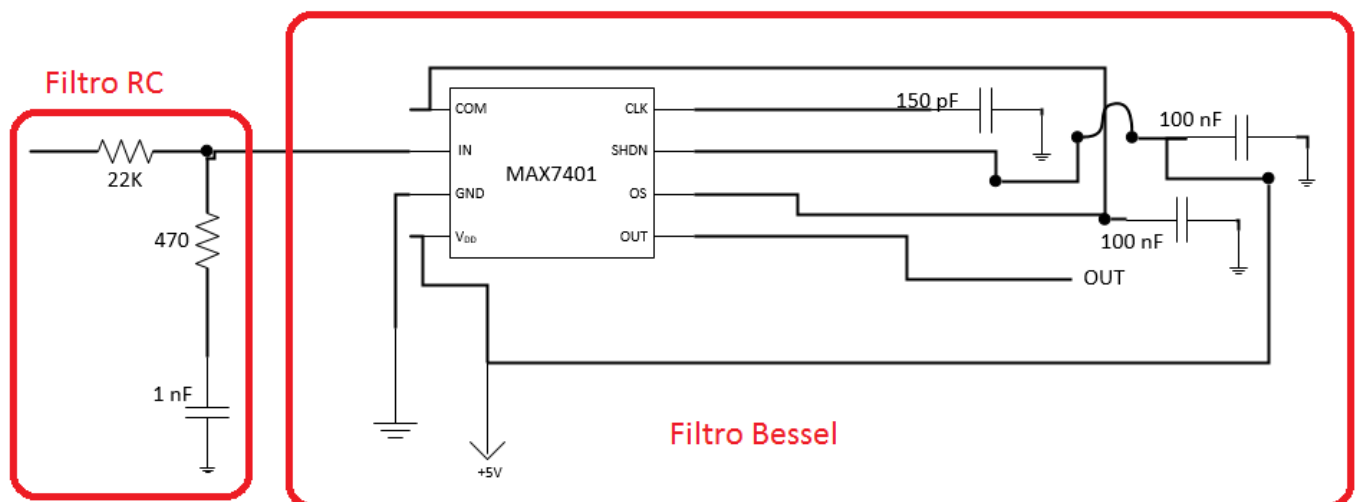 Filtro RC
22K
470
1 nF
COM
IN
GND
VDD
MAX7401
CLK
SHDN
OS
OUT
150 pF
100 nF
100 nF
OUT
+5V
Filtro Bessel